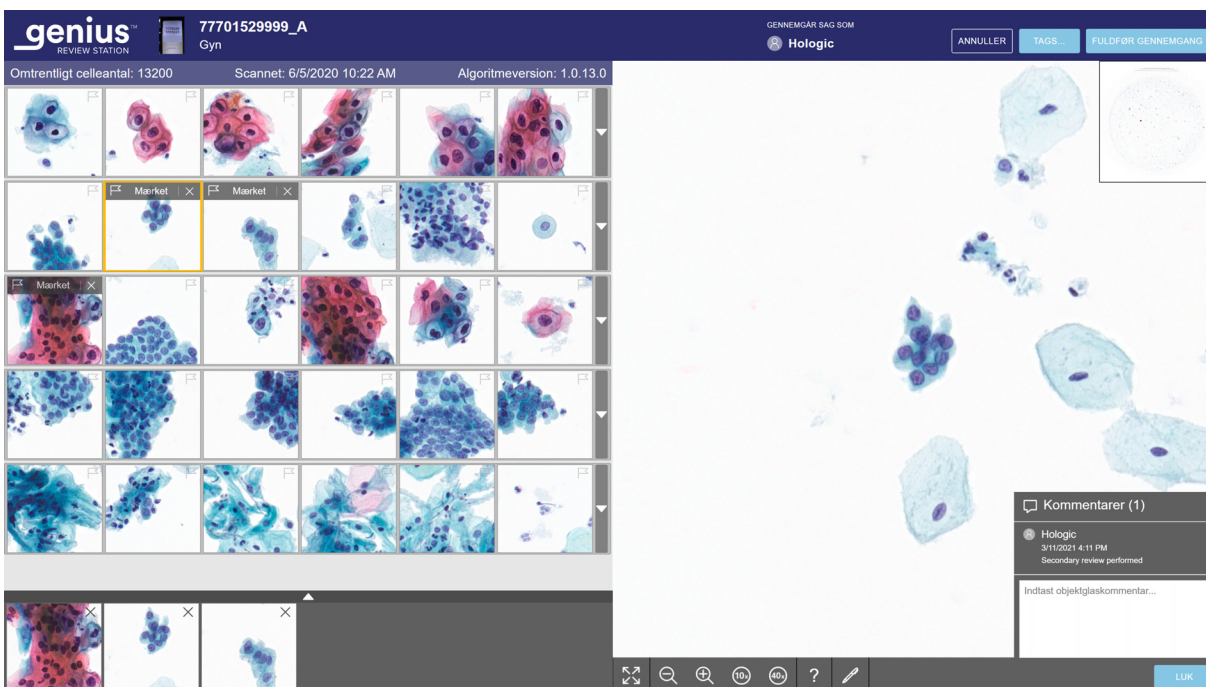 genius™
REVIEW STATION
77701529999_A
Gyn
GENNEMGÅR SAG SOM
Hologic
ANNULLER
TAGS...
FULDFØR GENNEMGANG
Omtrentligt celleantal: 13200
Scannet: 6/5/2020 10:22 AM
Algoritmeversion: 1.0.13.0
Mærket
Mærket
Mærket
Kommentarer (1)
Hologic
3/11/2021 4:11 PM
Secondary review performed
Indtast objektglaskommentar...
10x
40x
?
LUK